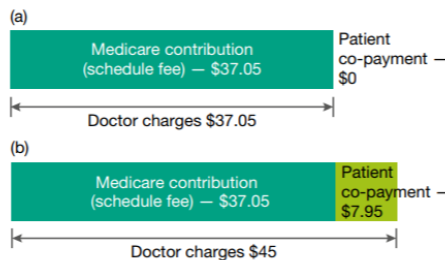 (a)
Medicare contribution
(schedule fee) — $37.05
Patient
co-payment —
$0
Doctor charges $37.05
(b)
Medicare contribution
(schedule fee) — $37.05
Patient
co-payment —
$7.95
Doctor charges $45